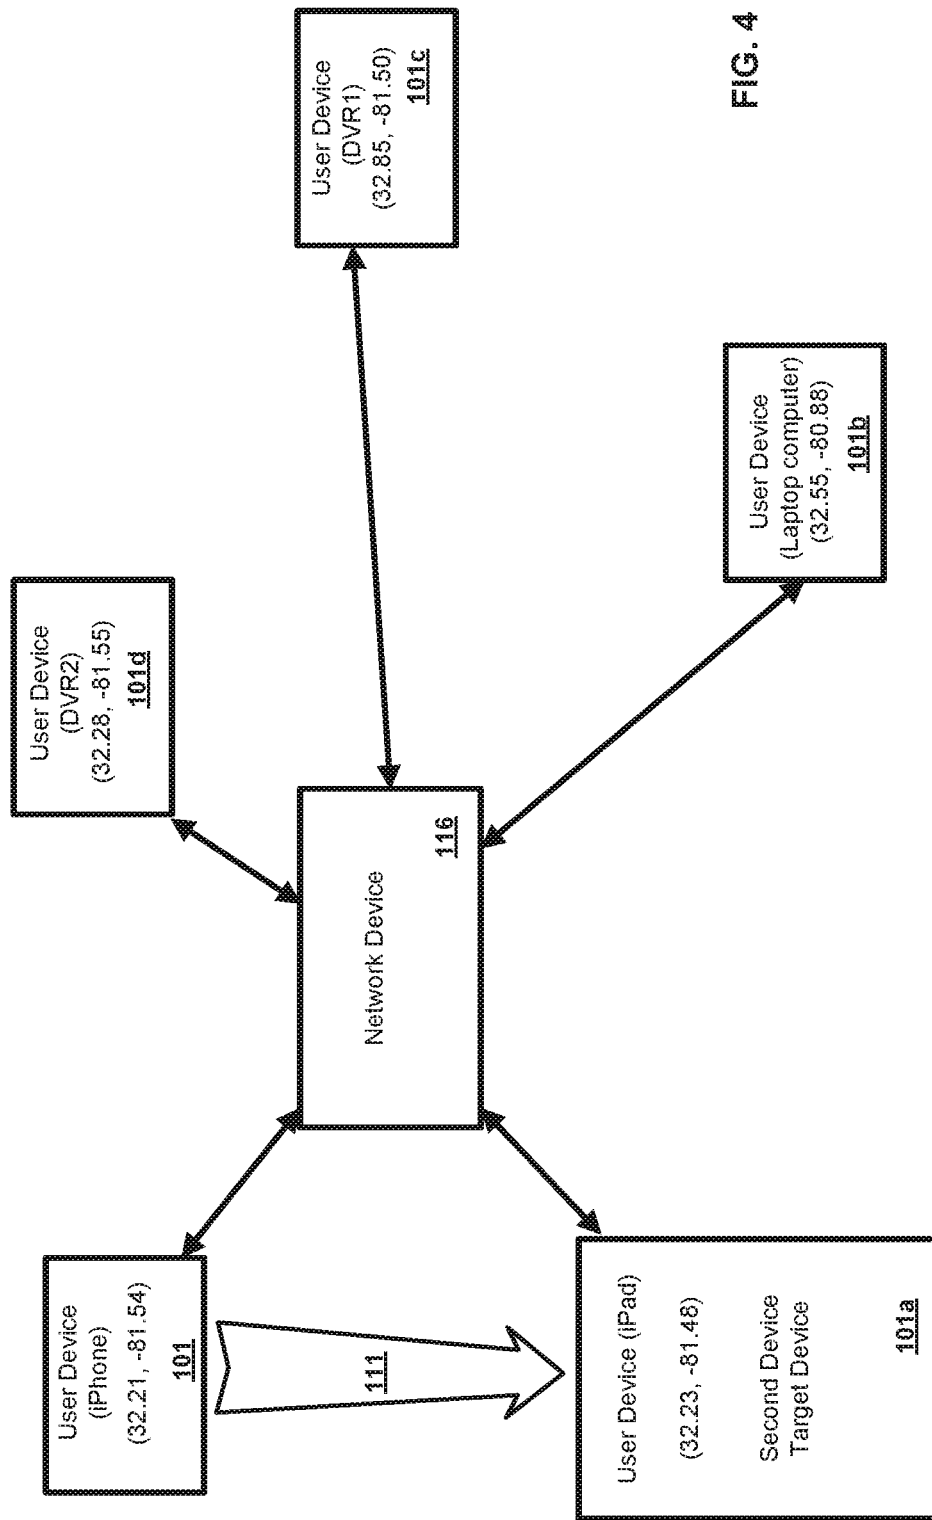 User Device
(iPhone)
(32.21, -81.54)
101
111
User Device (iPad)
(32.23, -81.48)
Second Device
Target Device
101a
Network Device
116
User Device
(DVR2)
(32.28, -81.55)
101d
User Device
(Laptop computer)
(32.55, -80.88)
101b
User Device
(DVR1)
(32.85, -81.50)
101c
FIG. 4